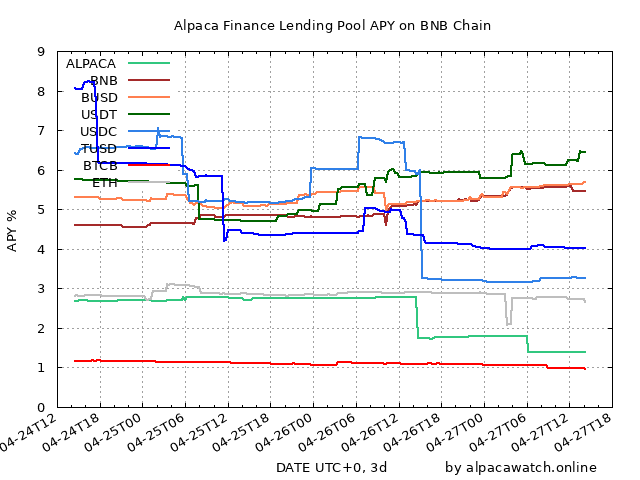 Alpaca Finance Lending Pool APY on BNB Chain
9
8
7
6
5
4
3
2
1
0
APY %
ALPACA
BNB
BUSD
USDT
USDC
TUSD
BTCB
ETH
04-24T12
04-24T18
04-25T00
04-25T06
04-25T12
04-25T18
04-26T00
04-26T06
04-26T12
04-26T18
04-27T00
04-27T06
04-27T12
04-27T18
DATE UTC+0, 3d
by alpacawatch.online